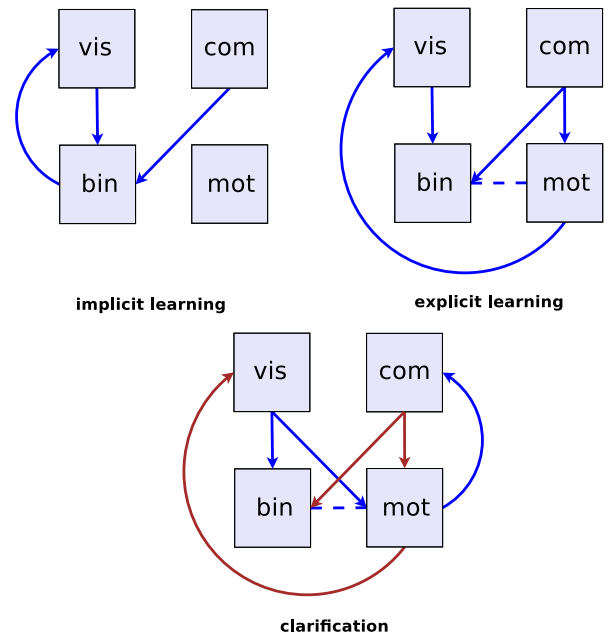 vis com
bin mot
implicit learning
vis com
bin mot
explicit learning
vis com
bin mot
clarification